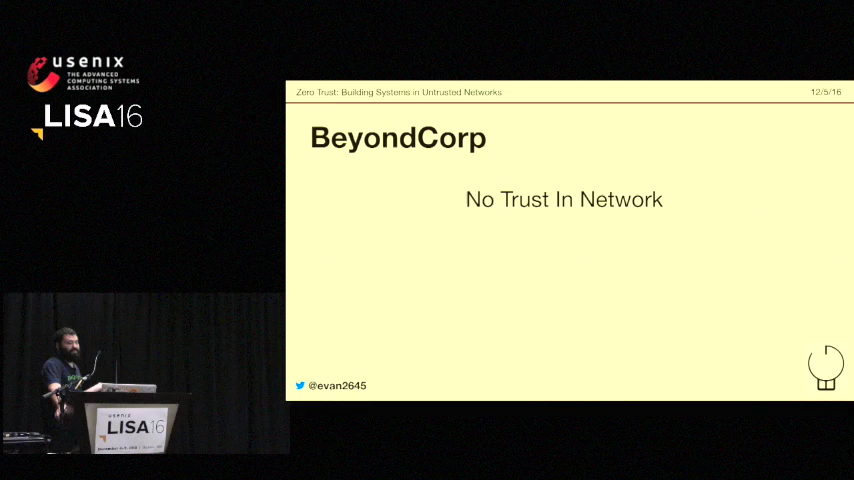 usenix
THE ADVANCED
COMPUTING SYSTEMS
ASSOCIATION
LISA16
Zero Trust: Building Systems in Untrusted Networks
12/5/16
BeyondCorp
No Trust In Network
@evan2645
usenix
LISA16